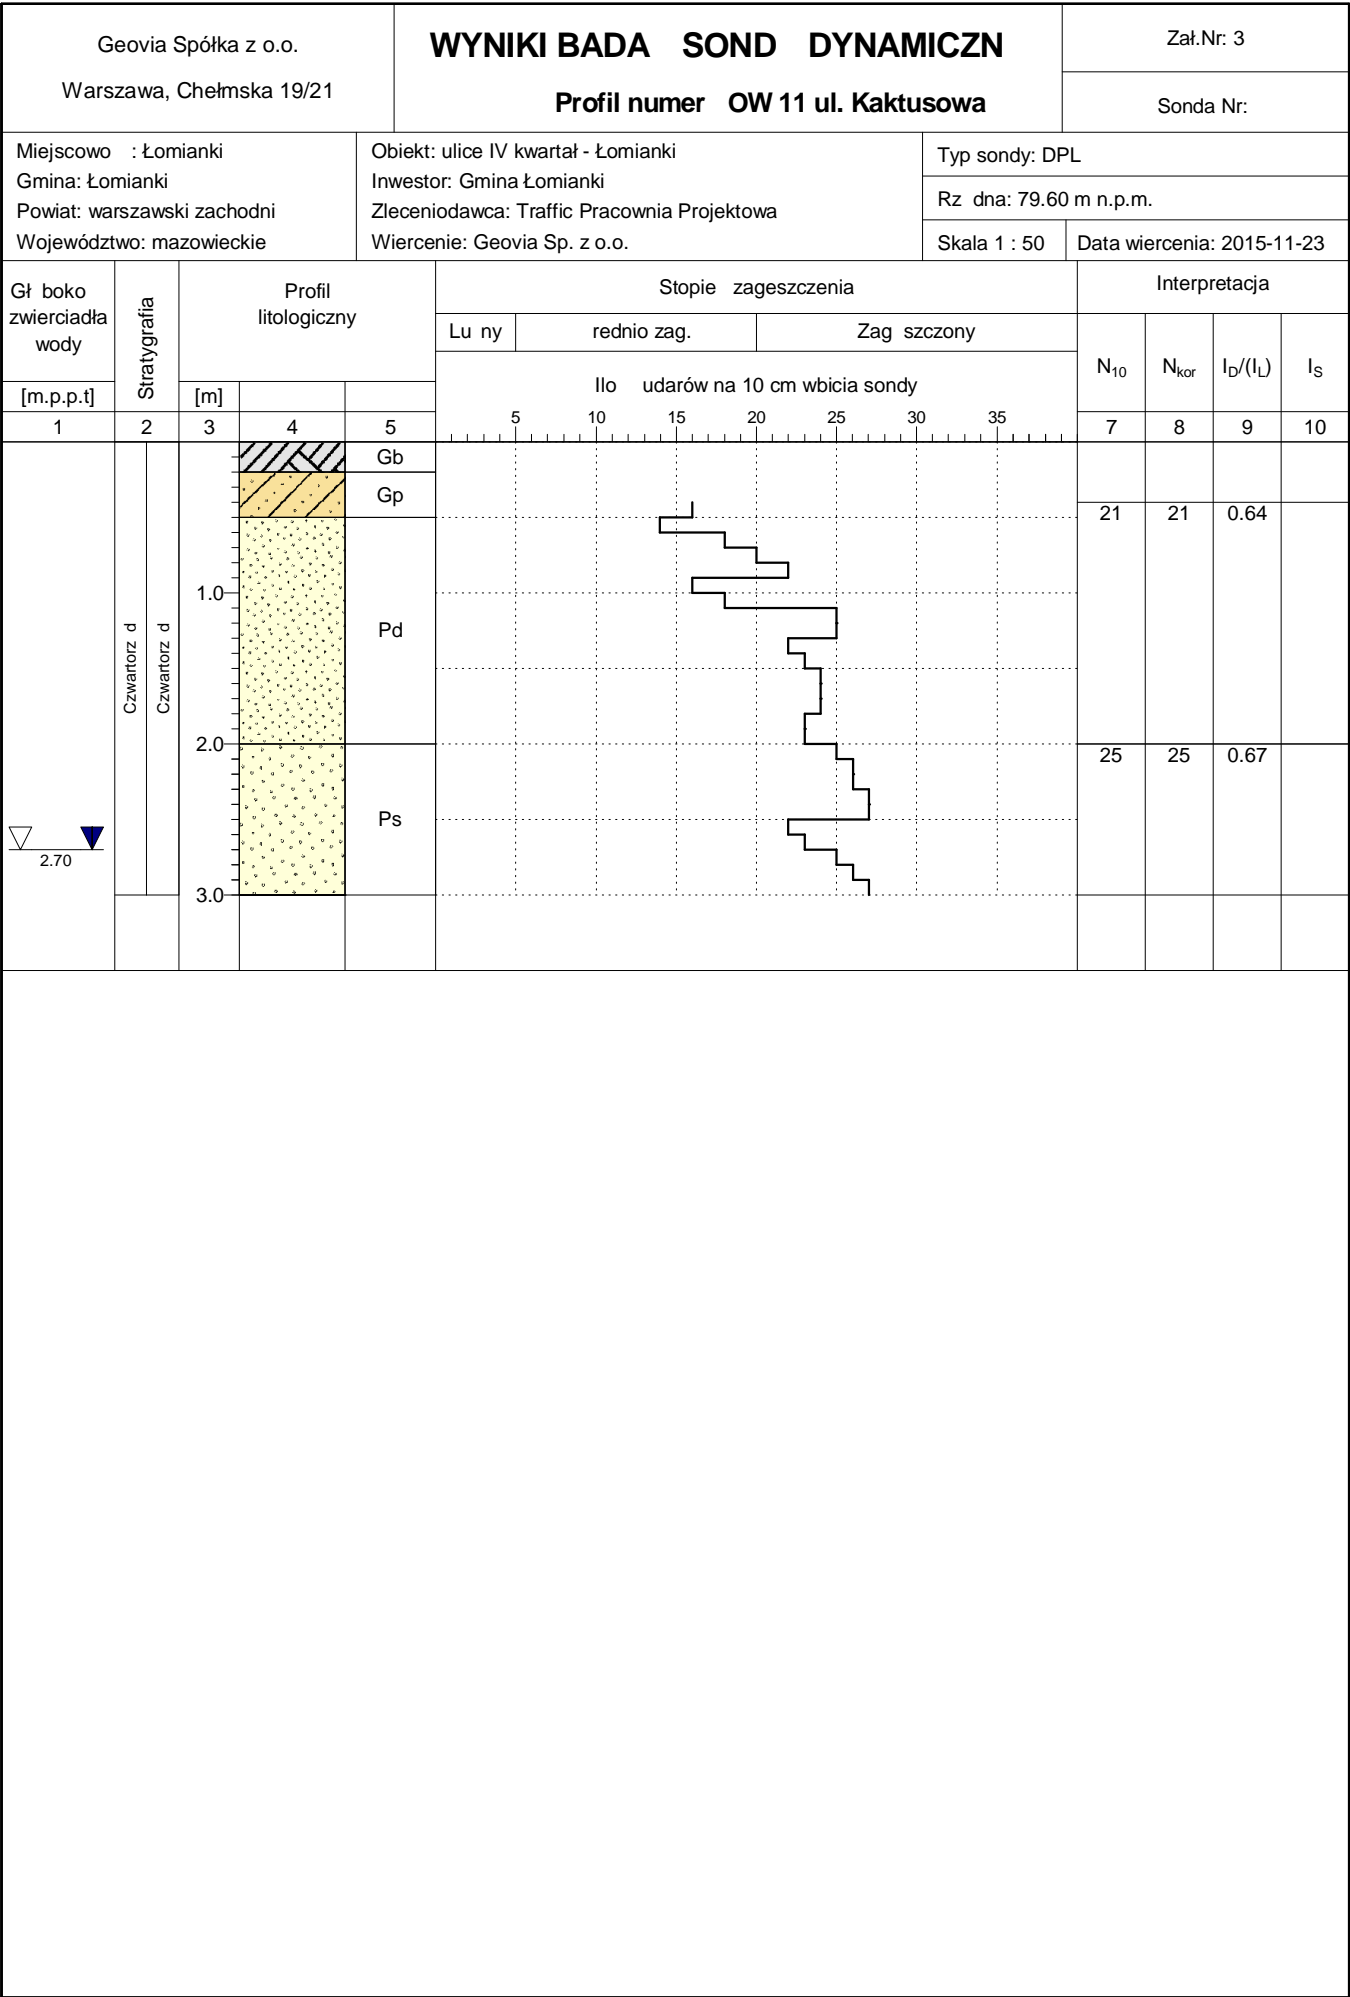 Geovia Spółka z o.o.
Warszawa, Chełmska 19/21
WYNIKI BADA SOND DYNAMICZN
Profil numer OW 11 ul. Kaktusowa
Zał.Nr: 3
Sonda Nr:
Miejscowo : Łomianki
Gmina: Łomianki
Powiat: warszawski zachodni
Województwo: mazowieckie
Obiekt: ulice IV kwartał - Łomianki
Inwestor: Gmina Łomianki
Zleceniodawca: Traffic Pracownia Projektowa
Wiercenie: Geovia Sp. z o.o.
Typ sondy: DPL
Rz dna: 79.60 m n.p.m.
Skala 1 : 50 Data wiercenia: 2015-11-23
Gł boko
zwierciadła
wody
[m.p.p.t]
Stratygrafia
Profil
litologiczny
[m]
Stopie zageszczenia
Lu ny rednio zag. Zag szczony
Ilo udarów na 10 cm wbicia sondy
5 10 15 20 25 30 35
Interpretacja
N10 Nkor ID/(IL) IS
1 2 3 4 5 7 8 9 10
Gb
Gp
21 21 0.64
1.0
Pd
Czwartorz d
Czwartorz d
2.0
25 25 0.67
Ps
2.70
3.0